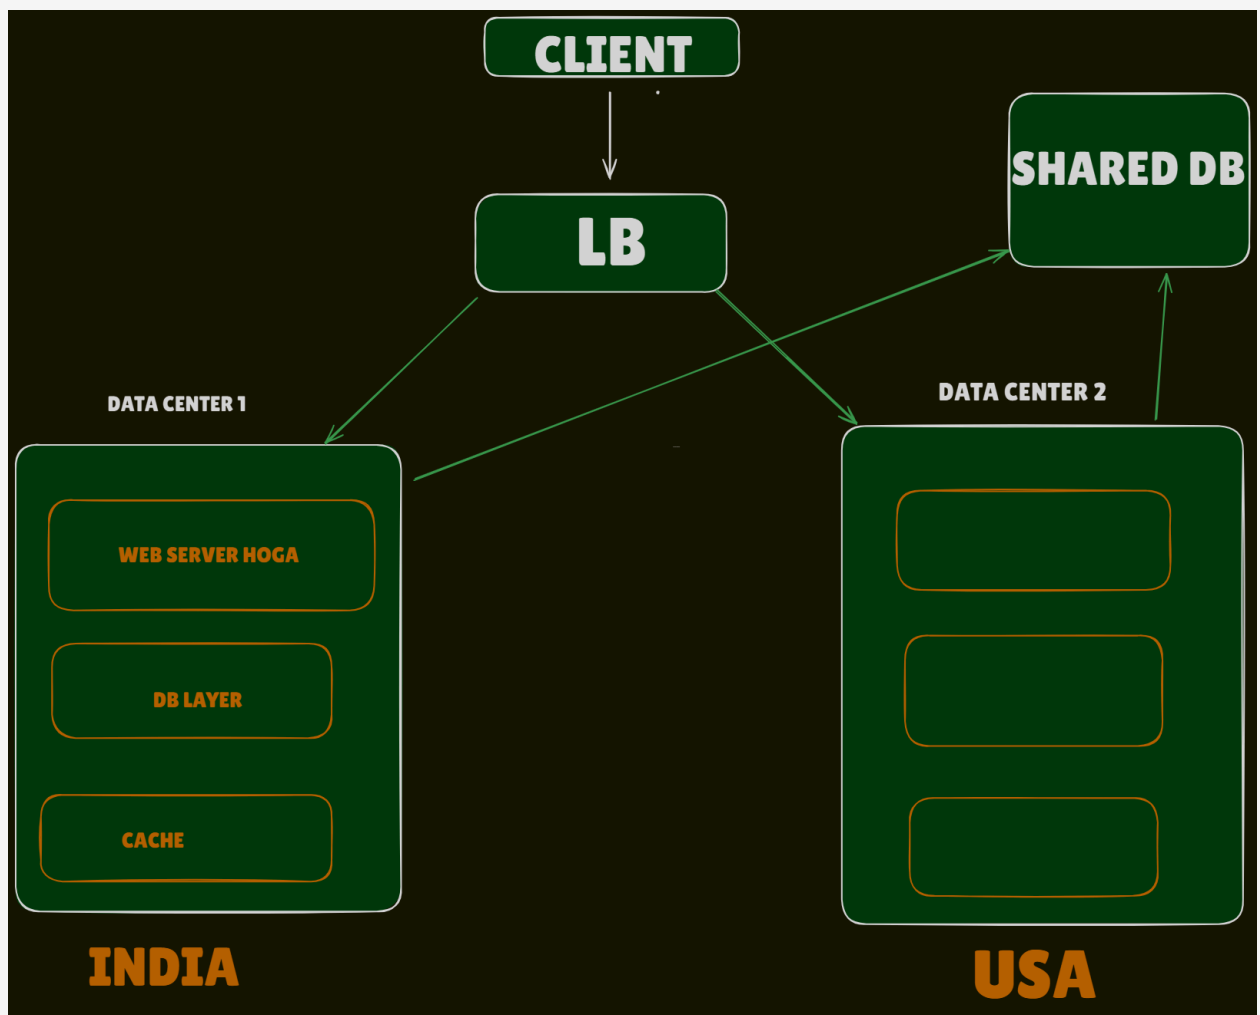 CLIENT
SHARED DB
LB
DATA CENTER 1
DATA CENTER 2
WEB SERVER HOGA
DB LAYER
CACHE
INDIA
USA